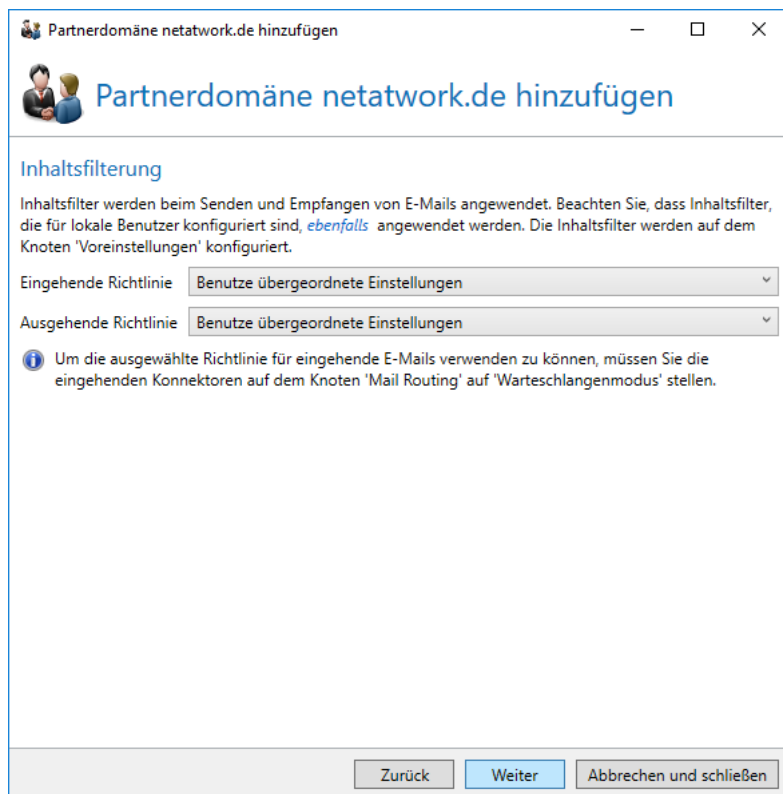 Partnerdomäne netatwork.de hinzufügen
Partnerdomäne netatwork.de hinzufügen
Inhaltsfilterung
Inhaltsfilter werden beim Senden und Empfangen von E-Mails angewendet. Beachten Sie, dass Inhaltsfilter,
die für lokale Benutzer konfiguriert sind, ebenfalls angewendet werden. Die Inhaltsfilter werden auf dem
Knoten 'Voreinstellungen' konfiguriert.
Eingehende Richtlinie Benutze übergeordnete Einstellungen
Ausgehende Richtlinie Benutze übergeordnete Einstellungen
Um die ausgewählte Richtlinie für eingehende E-Mails verwenden zu können, müssen Sie die
eingehenden Konnektoren auf dem Knoten 'Mail Routing' auf 'Warteschlangenmodus' stellen.
Zurück Weiter Abbrechen und schließen